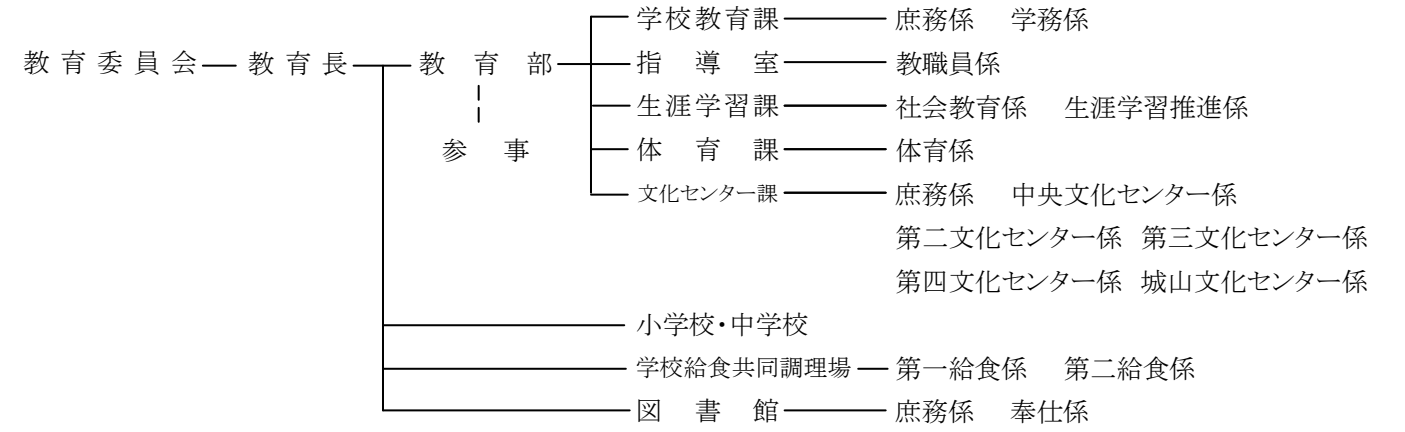 学校教育課 庶務係 学務係
教育委員会 教育長 教育部 指導室 教職員係
生涯学習課 社会教育係 生涯学習推進係
参事 体育課 体育係
文化センター課 庶務係 中央文化センター係
第二文化センター係 第三文化センター係
第四文化センター係 城山文化センター係
小学校・中学校
学校給食共同調理場 第一給食係 第二給食係
図書館 庶務係 奉仕係